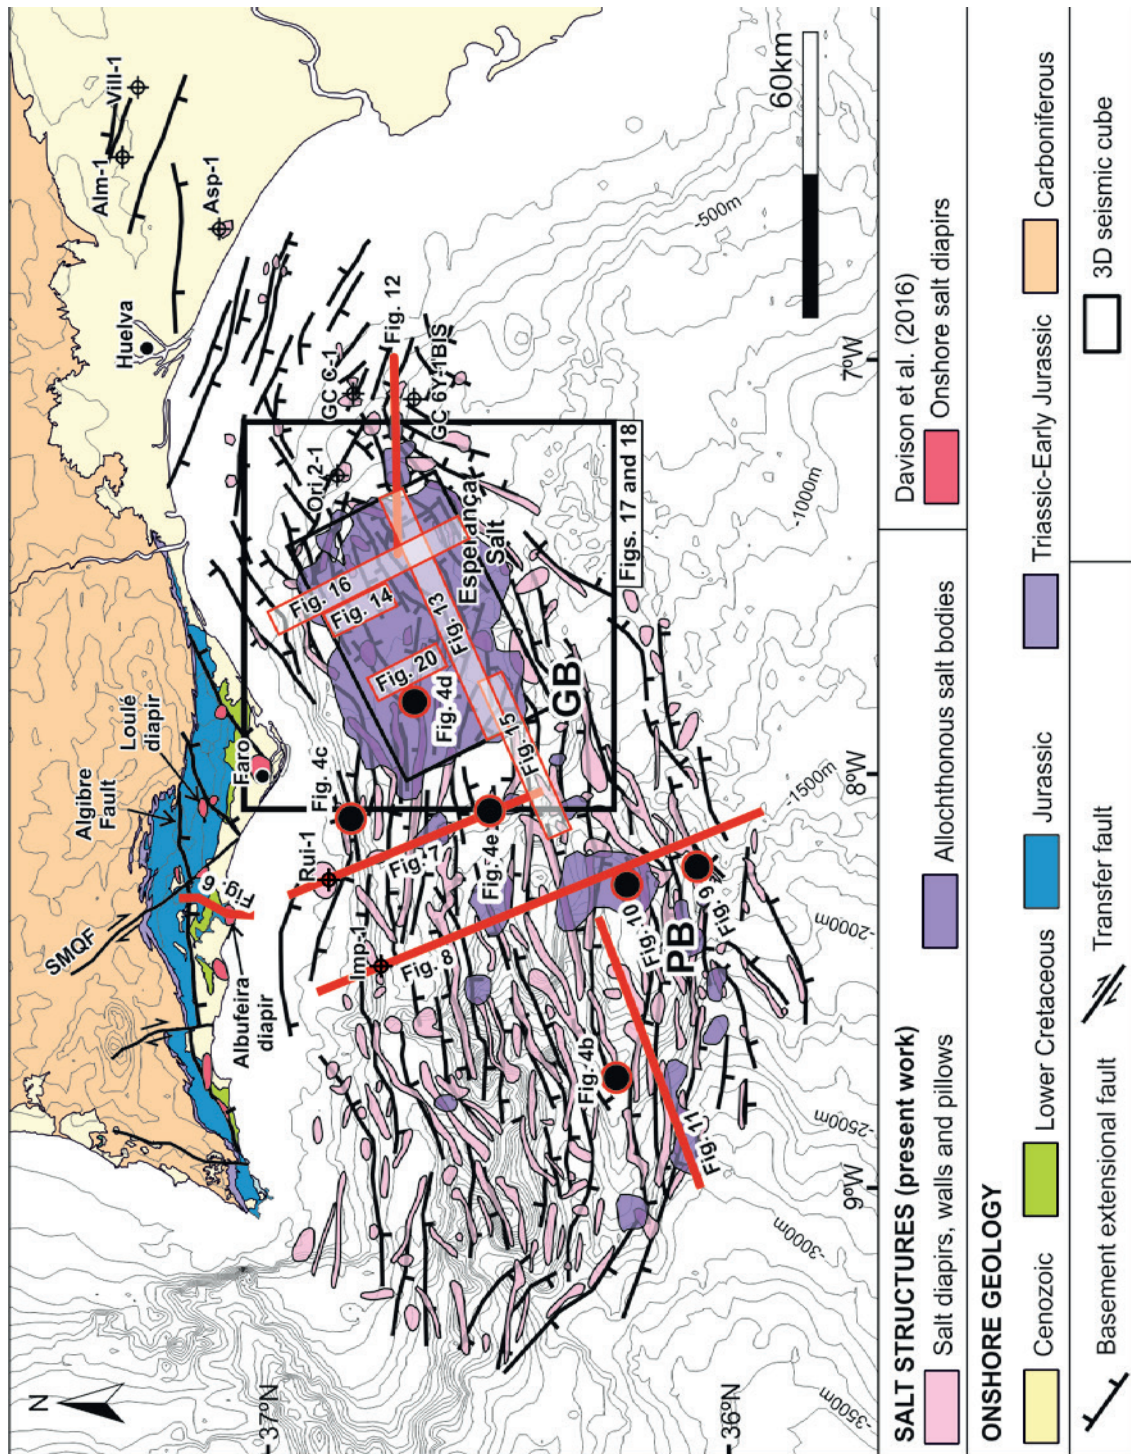 N
37ºN
36ºN
9ºW
8ºW
7ºW
60km
-500m
-1000m
-1500m
-2000m
-2500m
-3000m
-3500m
Vill-1
Alm-1
Asp-1
Huelva
Algibre
Fault
Loulé
diapir
Faro
SMQF
Fig. 6
Albufeira
diapir
Rui-1
Imp-1
Fig. 4c
Fig. 7
Fig. 4e
Fig. 8
Fig. 10
PB
Fig. 9
Fig. 4b
Fig. 11
GC C-1
Fig. 12
GC 6Y-1BIS
Ori 2-1
Fig. 16
Fig. 14
Fig. 13
Esperança
Salt
Fig. 20
Fig. 4d
Fig. 15
GB
Figs. 17 and 18
SALT STRUCTURES (present work)
Salt diapirs, walls and pillows
Allochthonous salt bodies
Davison et al. (2016)
Onshore salt diapirs
ONSHORE GEOLOGY
Cenozoic
Lower Cretaceous
Jurassic
Triassic-Early Jurassic
Carboniferous
Basement extensional fault
Transfer fault
3D seismic cube